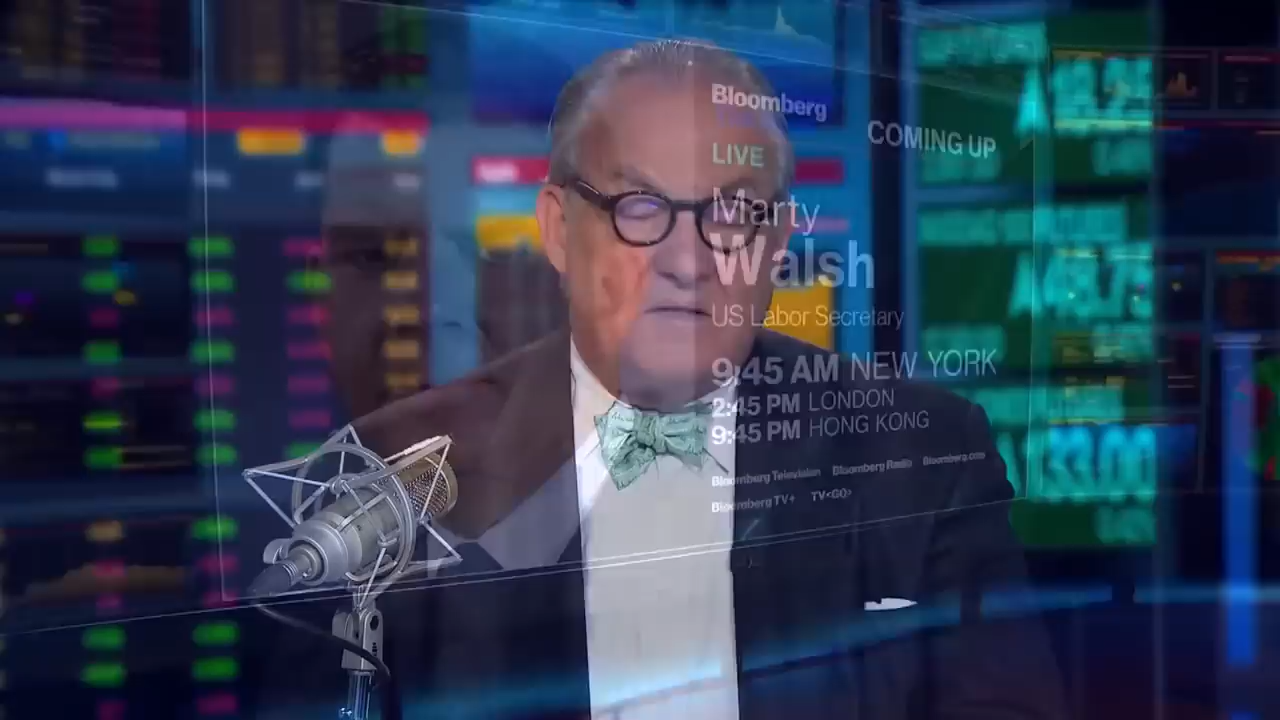 Bloomberg
COMING UP
LIVE
Marty
Walsh
US Labor Secretary
9:45 AM NEW YORK
2:45 PM LONDON
9:45 PM HONG KONG
Bloomberg Television Bloomberg Radio Bloomberg.com
Bloomberg TV+ TV<GO>